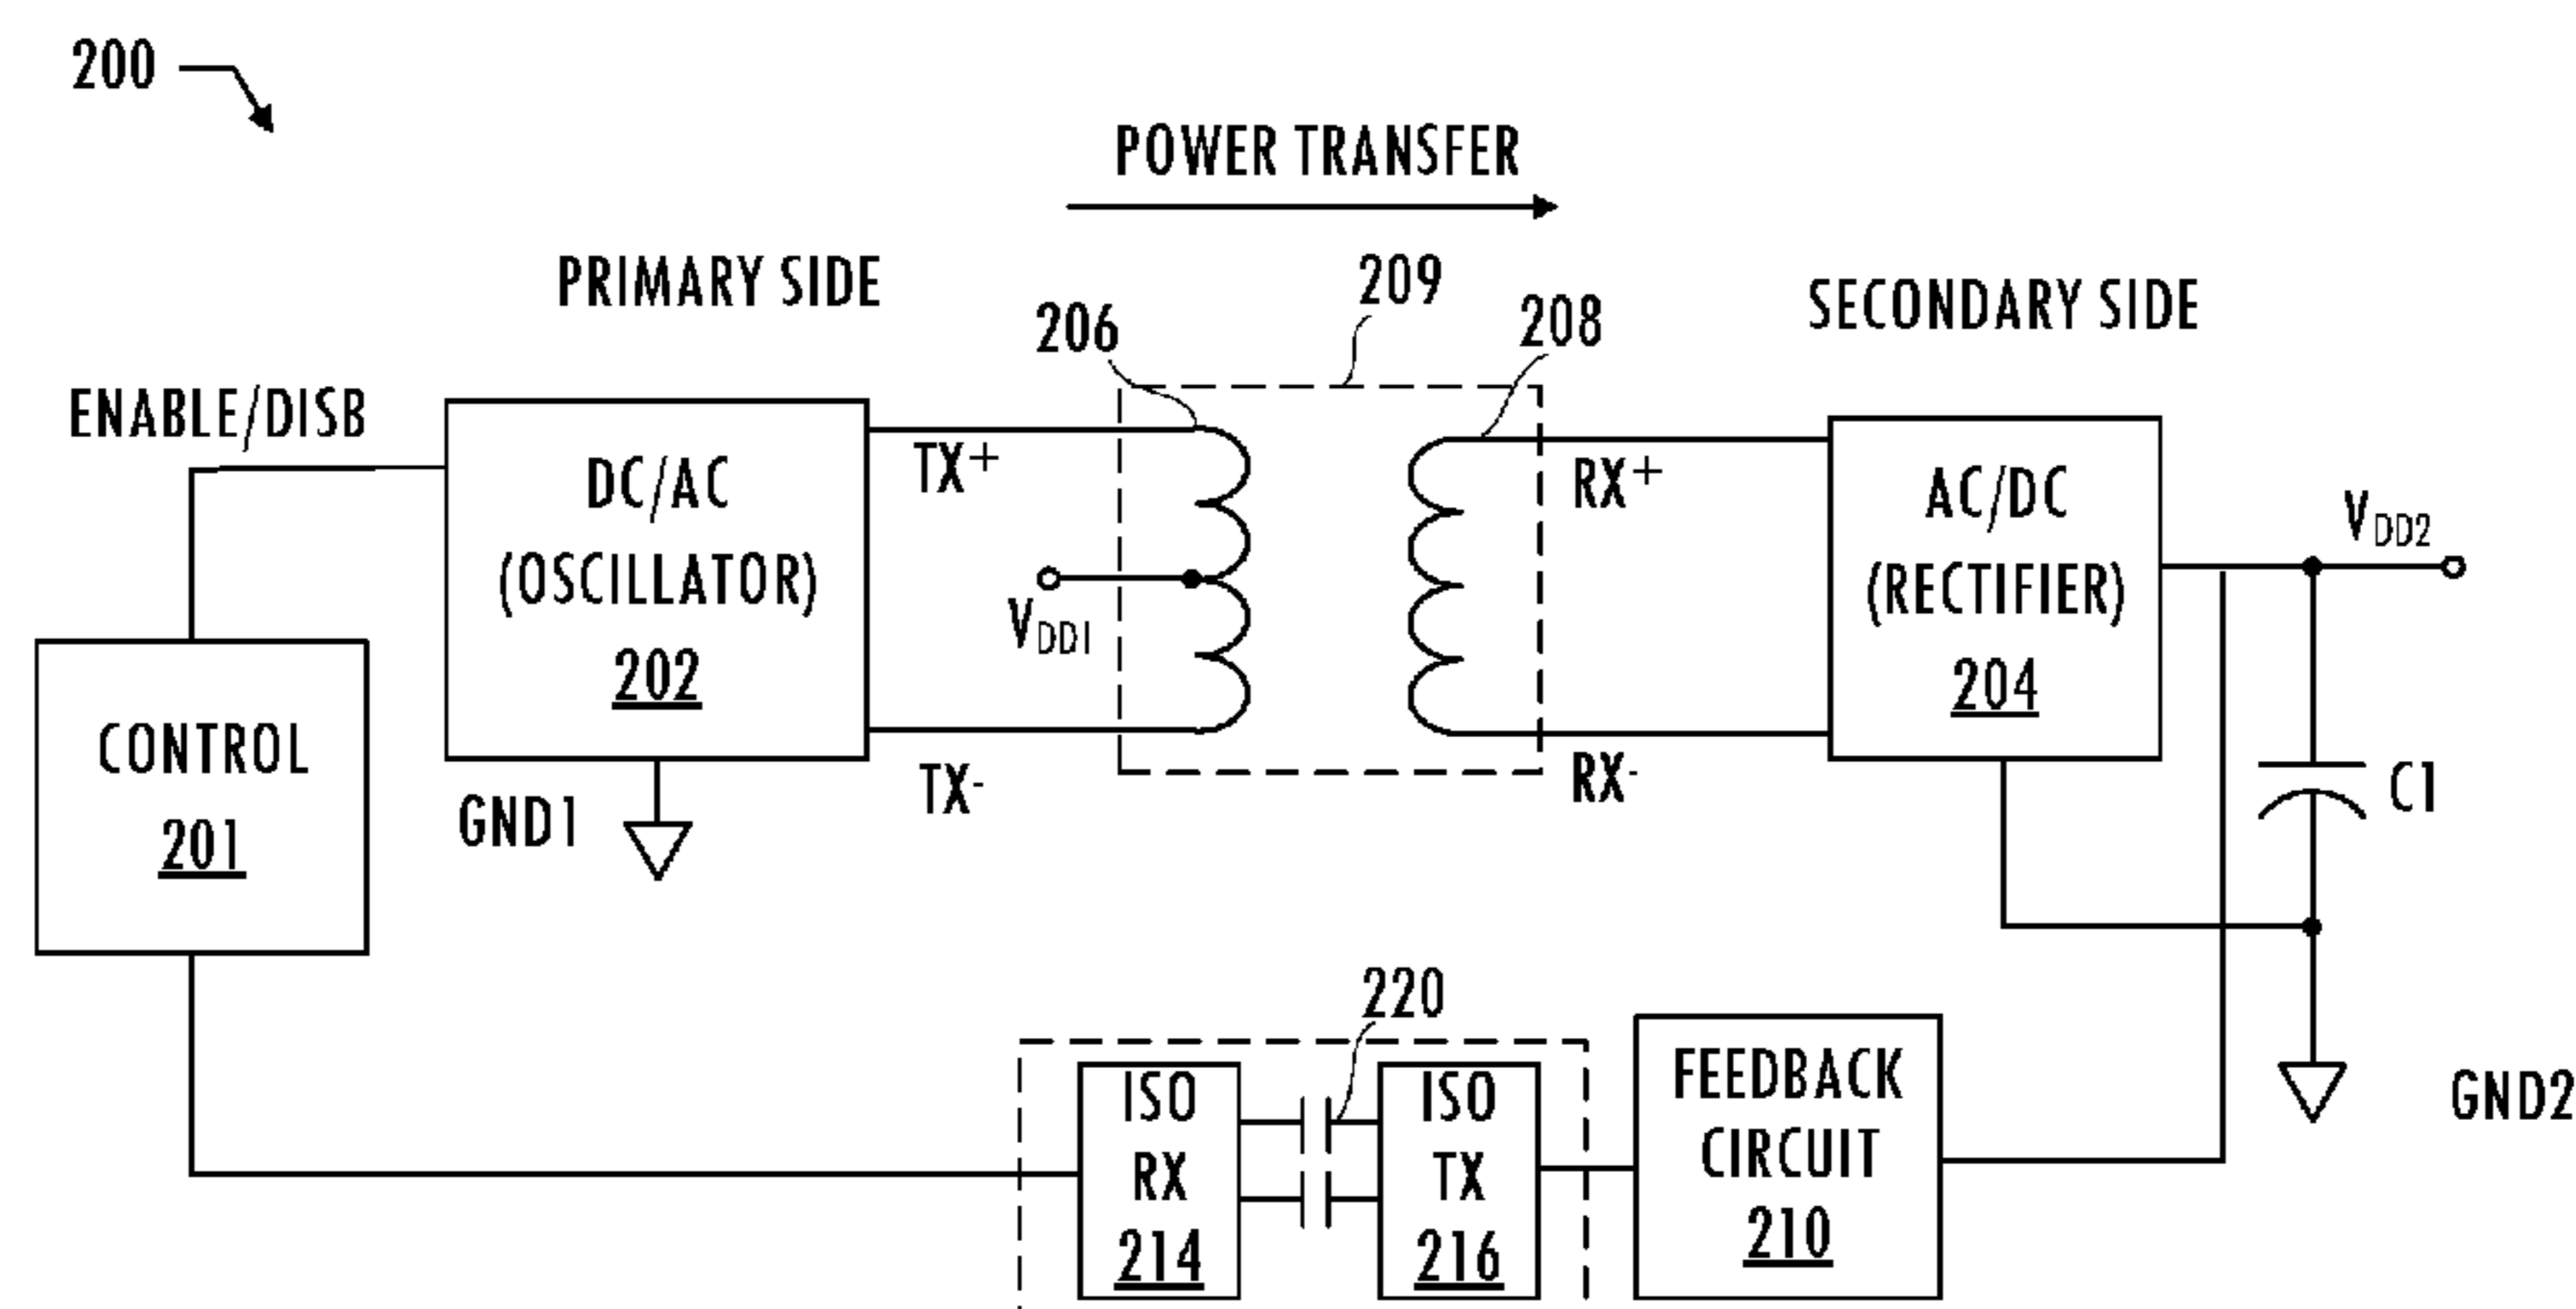 200
POWER TRANSFER
PRIMARY SIDE
209
SECONDARY SIDE
206
208
ENABLE/DISB
DC/AC
(OSCILLATOR)
202
TX+
TX-
VDD1
RX+
RX-
AC/DC
(RECTIFIER)
204
VDD2
CONTROL
201
GND1
C1
220
ISO
RX
214
ISO
TX
216
FEEDBACK
CIRCUIT
210
GND2